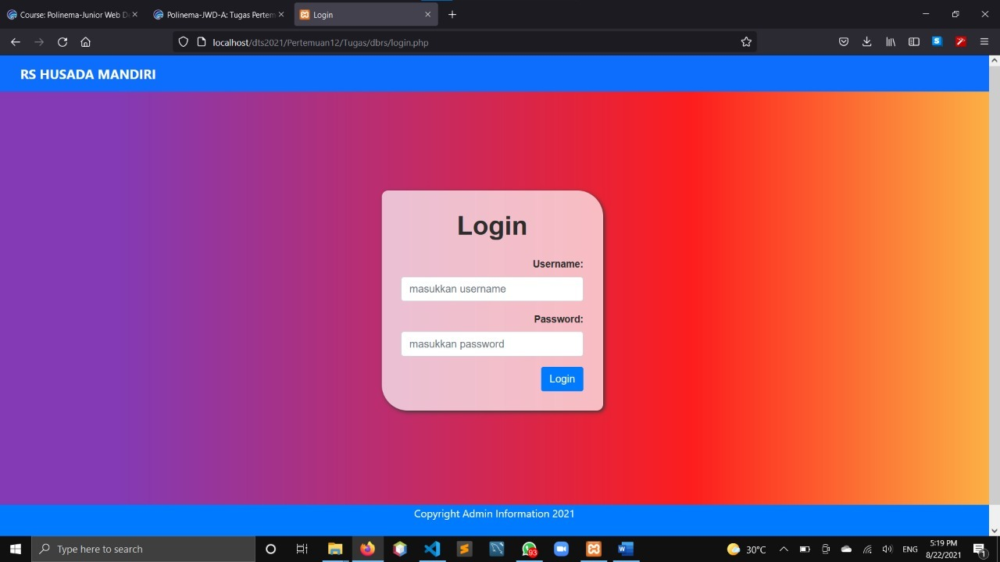 Course: Polinema-Junior Web D
Polinema-JWD-A: Tugas Pertem
Login
localhost/dts2021/Pertemuan12/Tugas/dbrs/login.php
RS HUSADA MANDIRI
Login
Username:
masukkan username
Password:
masukkan password
Login
Copyright Admin Information 2021
Type here to search
93
30°C
ENG
5:19 PM
8/22/2021
1